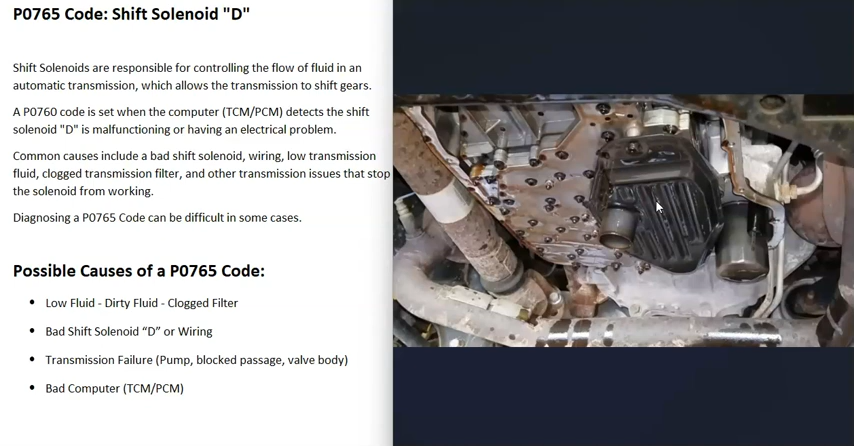 P0765 Code: Shift Solenoid "D"
Shift Solenoids are responsible for controlling the flow of fluid in an
automatic transmission, which allows the transmission to shift gears.
A P0760 code is set when the computer (TCM/PCM) detects the shift
solenoid "D" is malfunctioning or having an electrical problem.
Common causes include a bad shift solenoid, wiring, low transmission
fluid, clogged transmission filter, and other transmission issues that stop
the solenoid from working.
Diagnosing a P0765 Code can be difficult in some cases.
Possible Causes of a P0765 Code:
• Low Fluid - Dirty Fluid - Clogged Filter
• Bad Shift Solenoid “D” or Wiring
• Transmission Failure (Pump, blocked passage, valve body)
• Bad Computer (TCM/PCM)